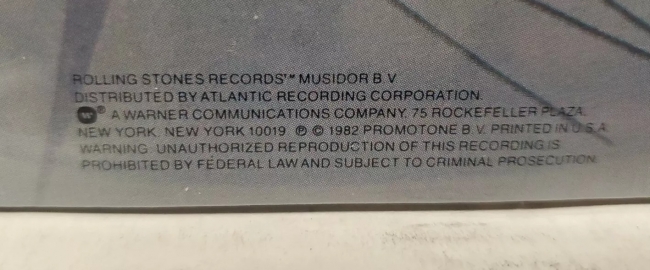 ROLLING STONES RECORDS™ MUSIDOR B.V.
DISTRIBUTED BY ATLANTIC RECORDING CORPORATION.
® A WARNER COMMUNICATIONS COMPANY. 75 ROCKEFELLER PLAZA.
NEW YORK, NEW YORK 10019 ℗ © 1982 PROMOTONE B.V. PRINTED IN U.S.A.
WARNING: UNAUTHORIZED REPRODUCTION OF THIS RECORDING IS
PROHIBITED BY FEDERAL LAW AND SUBJECT TO CRIMINAL PROSECUTION.